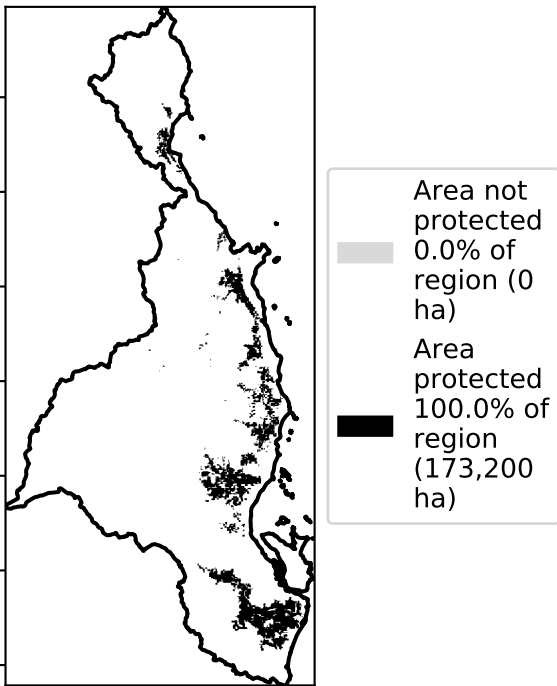 Area not
protected
0.0% of
region (0
ha)
Area
protected
100.0% of
region
(173,200
ha)